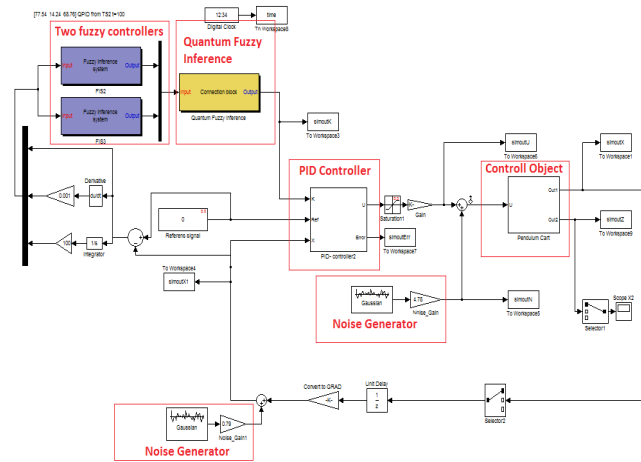 [77.54 14.24 68.76] QPID from TS2 t=100
12:34
Digital Clock
time
To Workspace8
Two fuzzy controllers
Quantum Fuzzy
Inference
Input
Fuzzy Inference
system
Output
FIS2
Input
Fuzzy Inference
system
Output
FIS3
Input
Connection block
Output
Quantum Fuzzy Inference
simoutK
To Workspace3
simoutU
To Workspace6
simoutX
To Workspace1
PID Controller
Controll Object
K
Ref
X
U
Error
PID- controller2
Saturation1
-K-
Gain
U
Out1
Out2
Pendulum Cart
simoutZ
To Workspace9
simoutErr
To Workspace7
Derivative
du/dt
0.001
100
1/s
Integrator
0
Referens signal
To Workspace4
simoutX1
Gaussian
4.76
Noise_Gain
simoutN
To Workspace5
Noise Generator
Scope X2
Selector1
Convert to GRAD
-K-
Unit Delay
1
z
Selector2
Gaussian
0.79
Noise_Gain1
Noise Generator